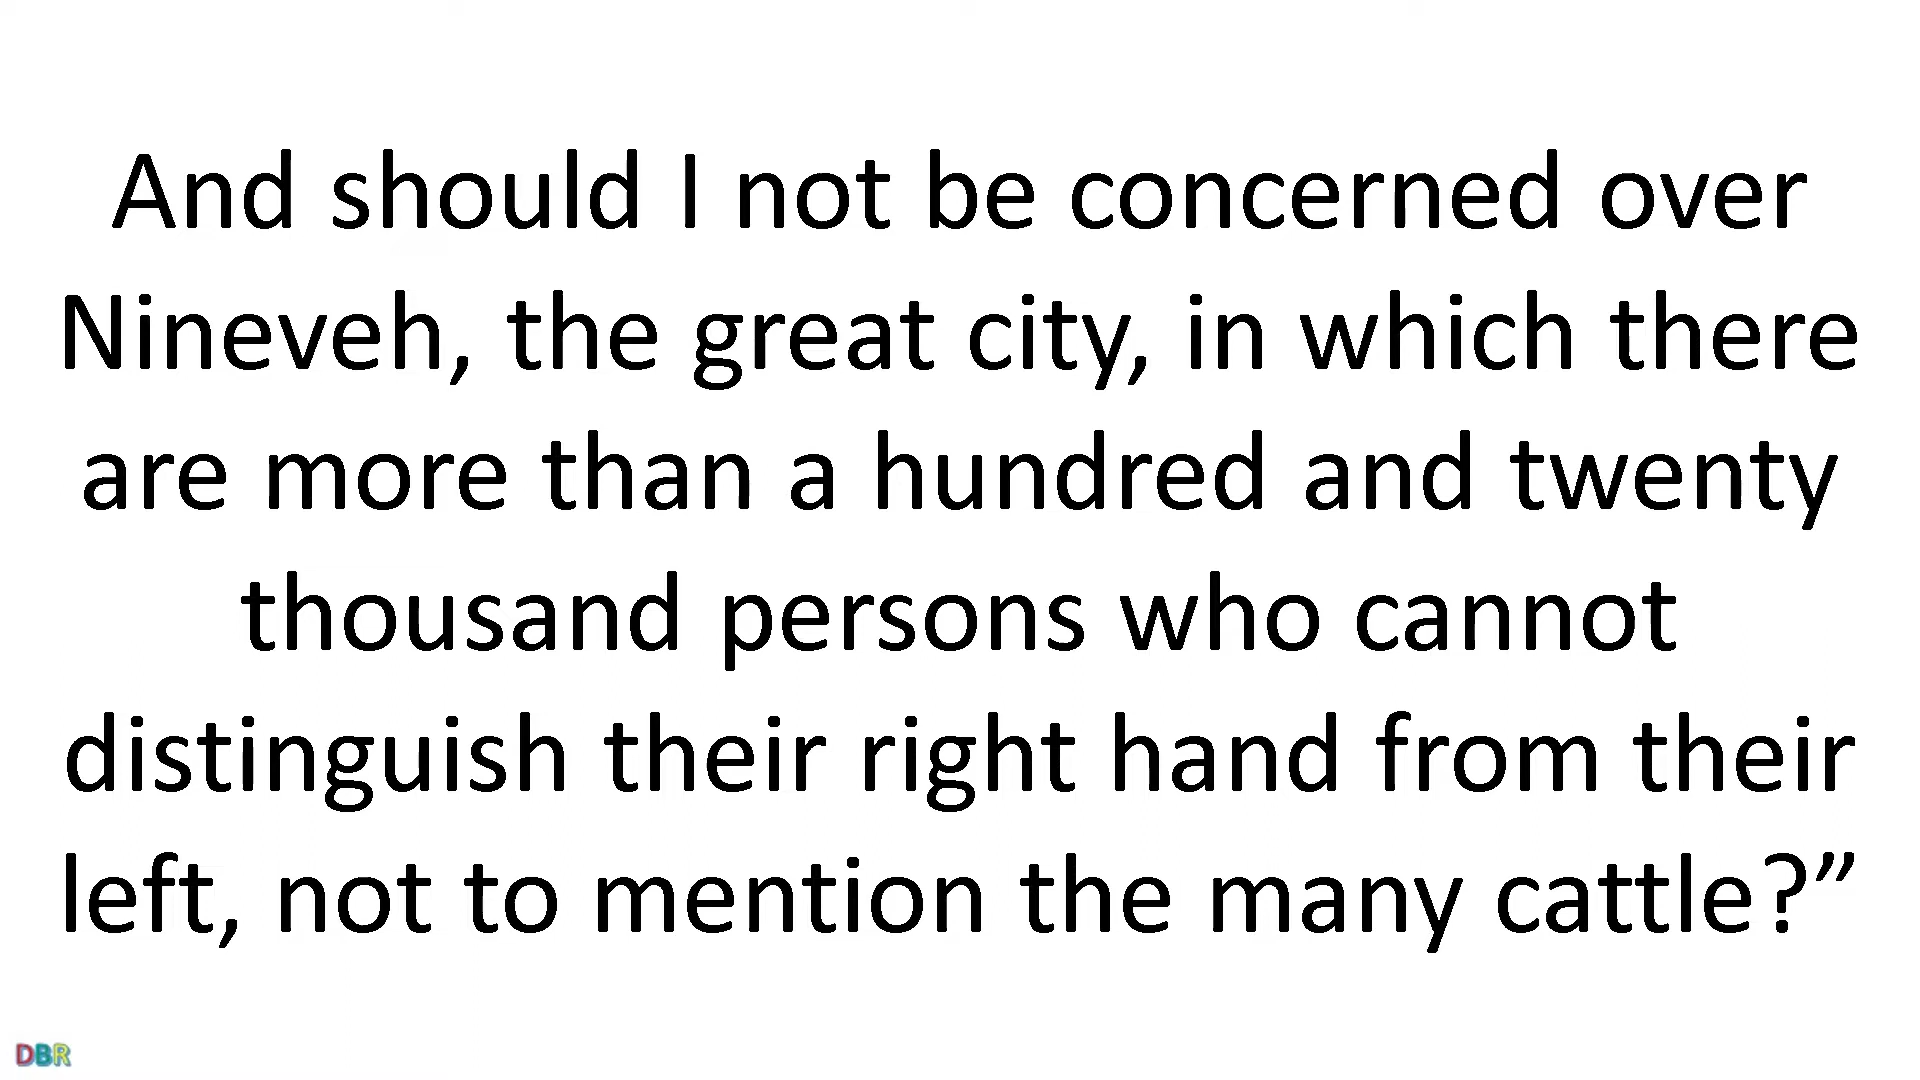 And should I not be concerned over
Nineveh, the great city, in which there
are more than a hundred and twenty
thousand persons who cannot
distinguish their right hand from their
left, not to mention the many cattle?”
DBR